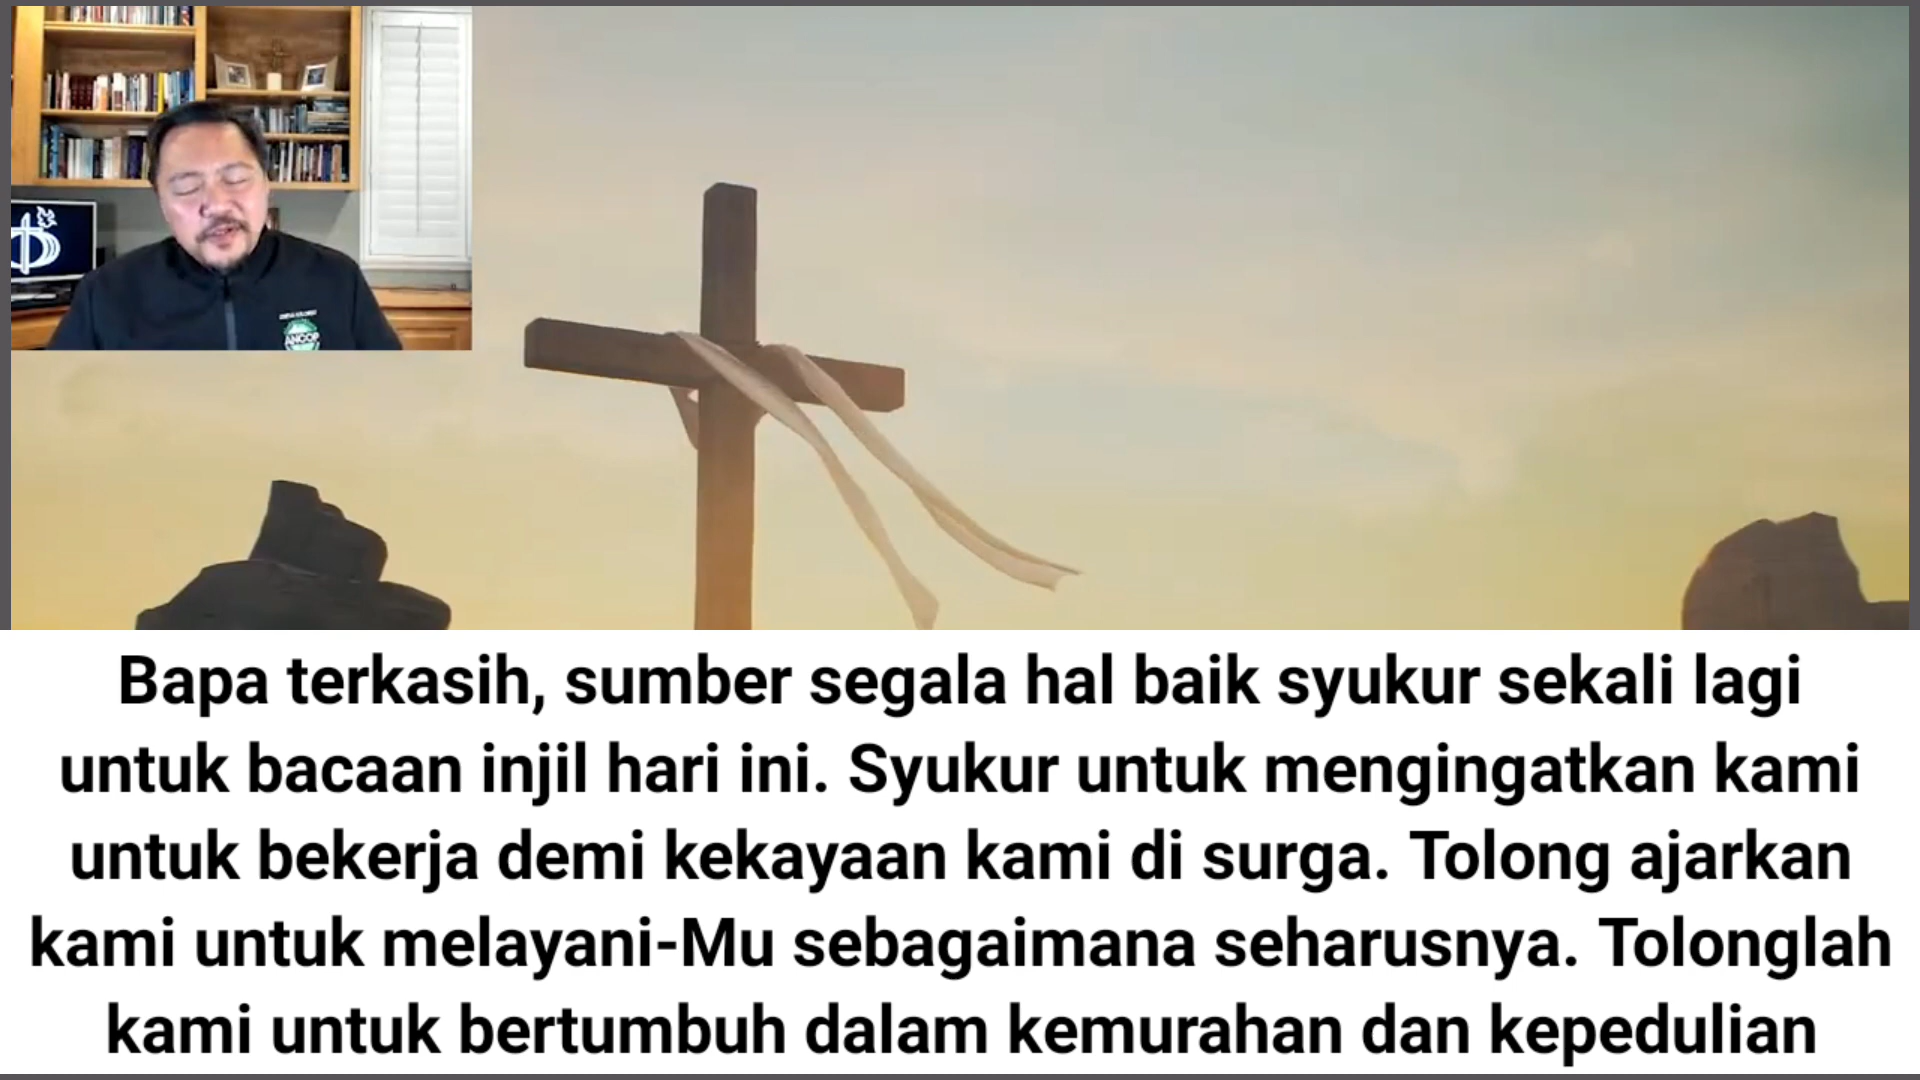 ANCOP
Bapa terkasih, sumber segala hal baik syukur sekali lagi
untuk bacaan injil hari ini. Syukur untuk mengingatkan kami
untuk bekerja demi kekayaan kami di surga. Tolong ajarkan
kami untuk melayani-Mu sebagaimana seharusnya. Tolonglah
kami untuk bertumbuh dalam kemurahan dan kepedulian